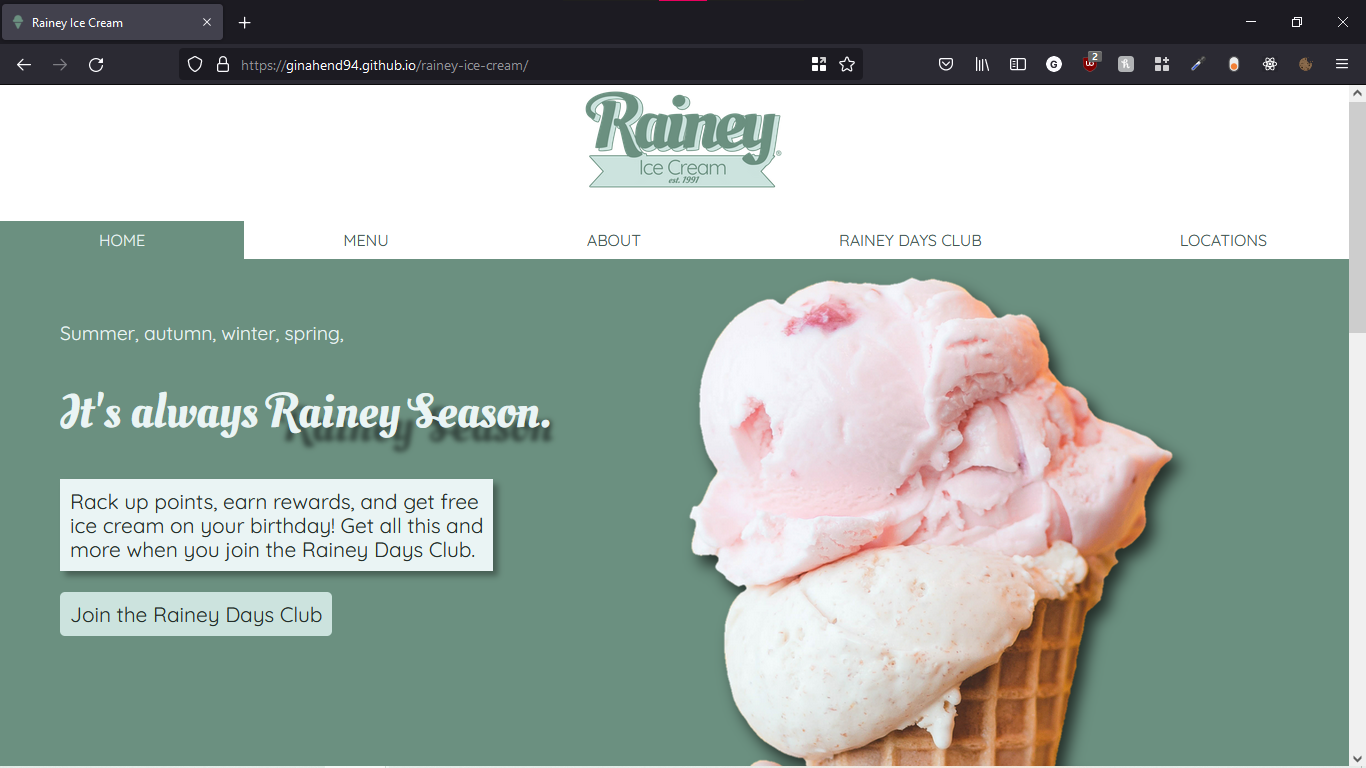 Rainey Ice Cream
https://ginahend94.github.io/rainey-ice-cream/
G
2
Rainey®
Ice Cream
est. 1991
HOME MENU ABOUT RAINEY DAYS CLUB LOCATIONS
Summer, autumn, winter, spring,
It's always Rainey Season.
Rack up points, earn rewards, and get free
ice cream on your birthday! Get all this and
more when you join the Rainey Days Club.
Join the Rainey Days Club